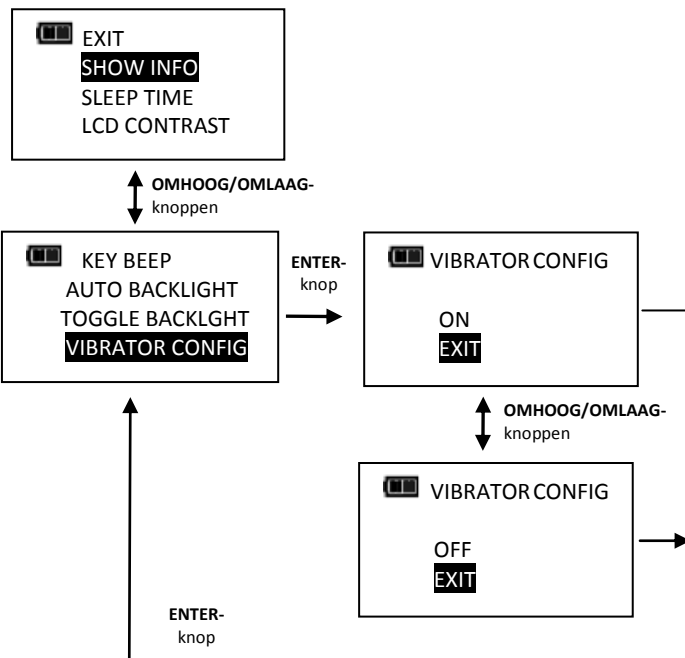 EXIT
SHOW INFO
SLEEP TIME
LCD CONTRAST
OMHOOG/OMLAAG-
knoppen
KEY BEEP
AUTO BACKLIGHT
TOGGLE BACKLGHT
VIBRATOR CONFIG
ENTER-
knop
VIBRATOR CONFIG
ON
EXIT
OMHOOG/OMLAAG-
knoppen
VIBRATOR CONFIG
OFF
EXIT
ENTER-
knop